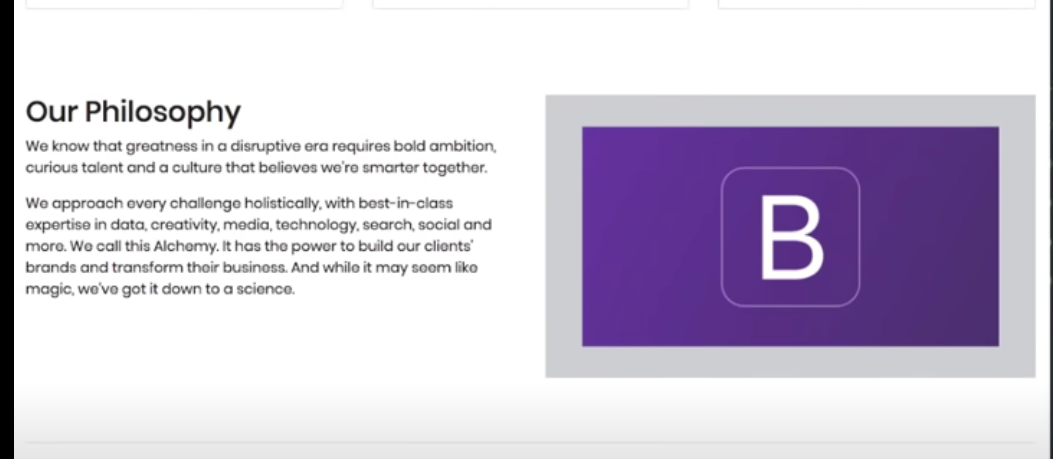 Our Philosophy
We know that greatness in a disruptive era requires bold ambition,
curious talent and a culture that believes we're smarter together.
We approach every challenge holistically, with best-in-class
expertise in data, creativity, media, technology, search, social and
more. We call this Alchemy. It has the power to build our clients'
brands and transform their business. And while it may seem like
magic, we've got it down to a science.
B